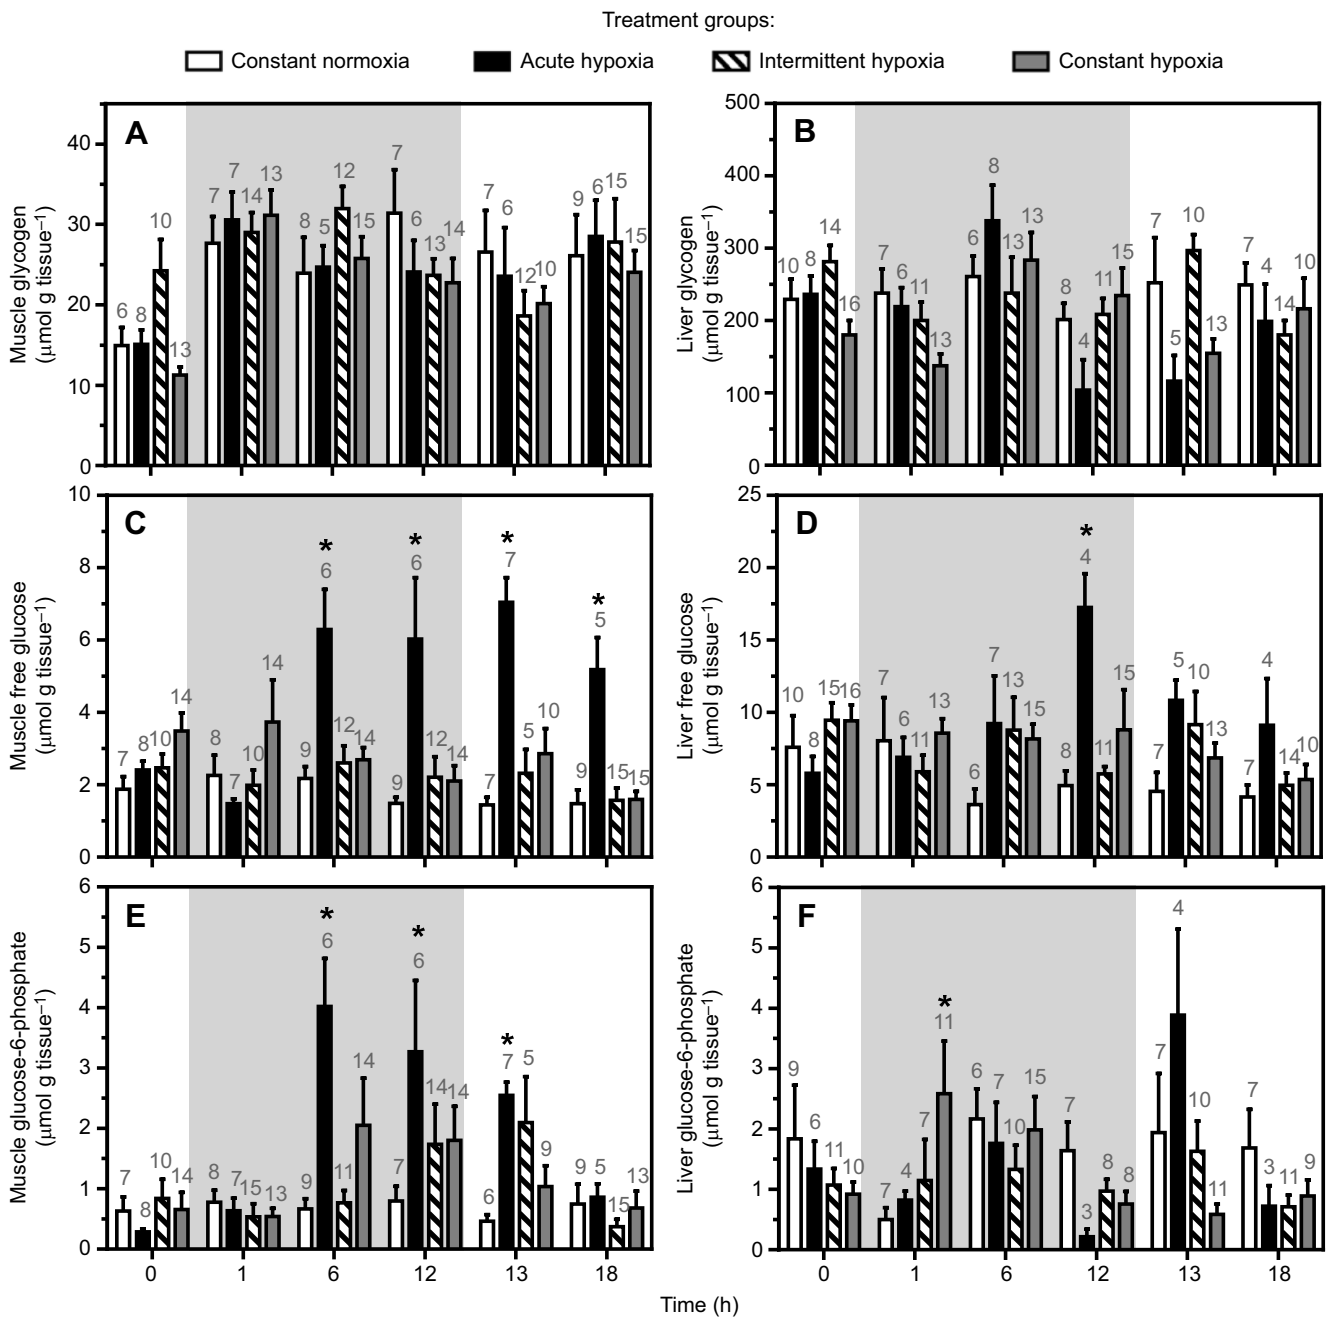 Treatment groups:
Constant normoxia
Acute hypoxia
Intermittent hypoxia
Constant hypoxia
A
Muscle glycogen
(μmol g tissue⁻¹)
40
30
20
10
0
6 8 10 13
7 7 14 13
8 5 12 15
7 6 13 14
7 6 12 10
9 6 15 15
B
Liver glycogen
(μmol g tissue⁻¹)
500
400
300
200
100
0
10 8 14 16
7 6 11 13
6 8 13 13
8 4 11 15
7 5 10 13
7 4 14 10
C
Muscle free glucose
(μmol g tissue⁻¹)
10
8
6
4
2
0
7 8 10 14
8 7 10 14
*
9 6 12 14
*
9 6 12 14
*
7 7 5 10
*
9 5 15 15
D
Liver free glucose
(μmol g tissue⁻¹)
25
20
15
10
5
0
10 8 15 16
7 6 11 13
6 7 13 15
*
8 4 11 15
7 5 10 13
7 4 14 10
E
Muscle glucose-6-phosphate
(μmol g tissue⁻¹)
6
5
4
3
2
1
0
7 8 10 14
8 7 15 13
*
9 6 11 14
*
7 6 14 14
*
6 7 5 9
9 5 15 13
0 1 6 12 13 18
F
Liver glucose-6-phosphate
(μmol g tissue⁻¹)
6
5
4
3
2
1
0
9 6 11 10
*
7 4 7 11
6 7 10 15
7 3 8 8
7 4 10 11
7 3 11 9
0 1 6 12 13 18
Time (h)